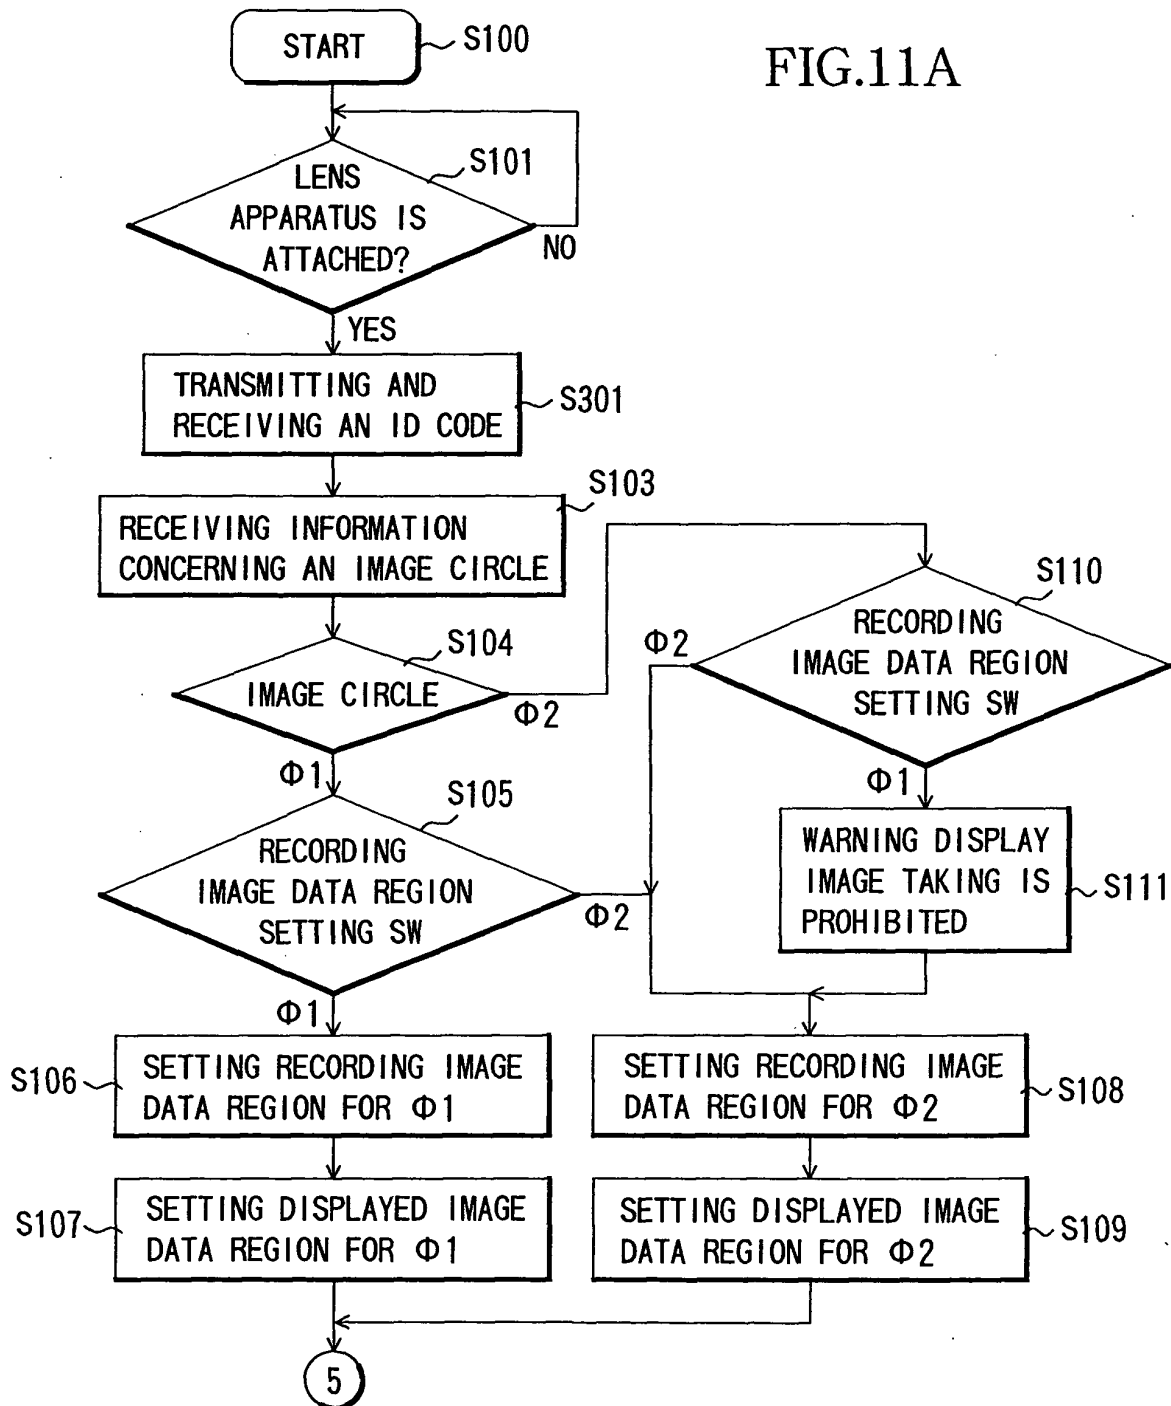 FIG.11A
START
S100
S101
LENS
APPARATUS IS
ATTACHED?
NO
YES
TRANSMITTING AND
RECEIVING AN ID CODE
S301
S103
RECEIVING INFORMATION
CONCERNING AN IMAGE CIRCLE
S104
IMAGE CIRCLE
Φ2
Φ1
S110
RECORDING
IMAGE DATA REGION
SETTING SW
Φ2
Φ1
S105
RECORDING
IMAGE DATA REGION
SETTING SW
Φ2
Φ1
WARNING DISPLAY
IMAGE TAKING IS
PROHIBITED
S111
S106
SETTING RECORDING IMAGE
DATA REGION FOR Φ1
SETTING RECORDING IMAGE
DATA REGION FOR Φ2
S108
S107
SETTING DISPLAYED IMAGE
DATA REGION FOR Φ1
SETTING DISPLAYED IMAGE
DATA REGION FOR Φ2
S109
5